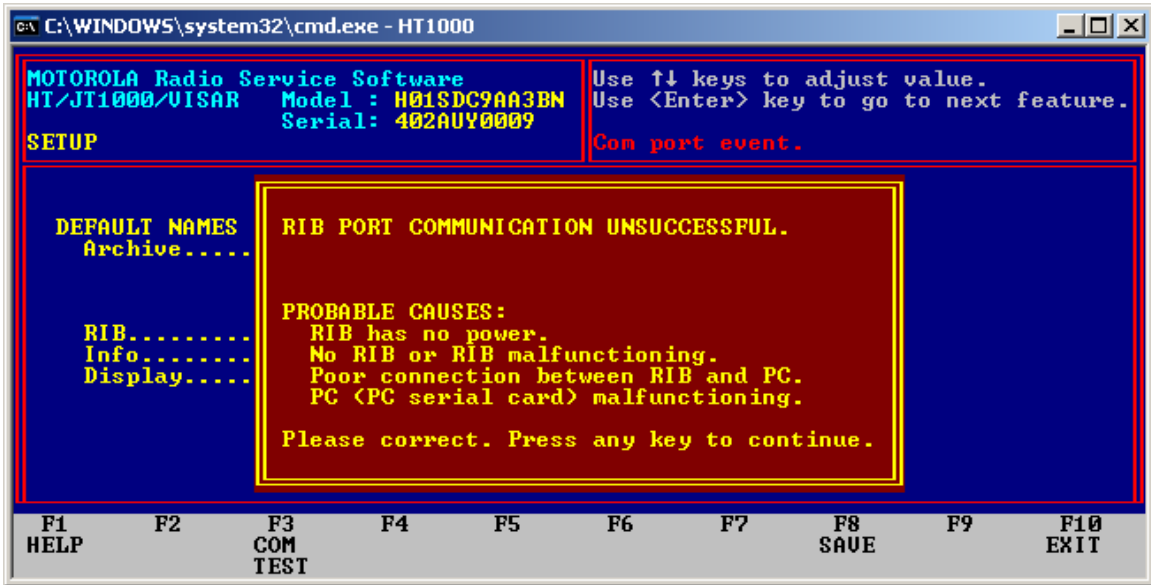 C:\WINDOWS\system32\cmd.exe - HT1000
MOTOROLA Radio Service Software
HT/JT1000/VISAR Model : H01SDC9AA3BN
Serial: 402AUY0009
SETUP
Use ↑↓ keys to adjust value.
Use <Enter> key to go to next feature.
Com port event.
DEFAULT NAMES
Archive.....
RIB.........
Info........
Display.....
RIB PORT COMMUNICATION UNSUCCESSFUL.
PROBABLE CAUSES:
RIB has no power.
No RIB or RIB malfunctioning.
Poor connection between RIB and PC.
PC (PC serial card) malfunctioning.
Please correct. Press any key to continue.
F1 F2 F3 F4 F5 F6 F7 F8 F9 F10
HELP COM SAVE EXIT
TEST